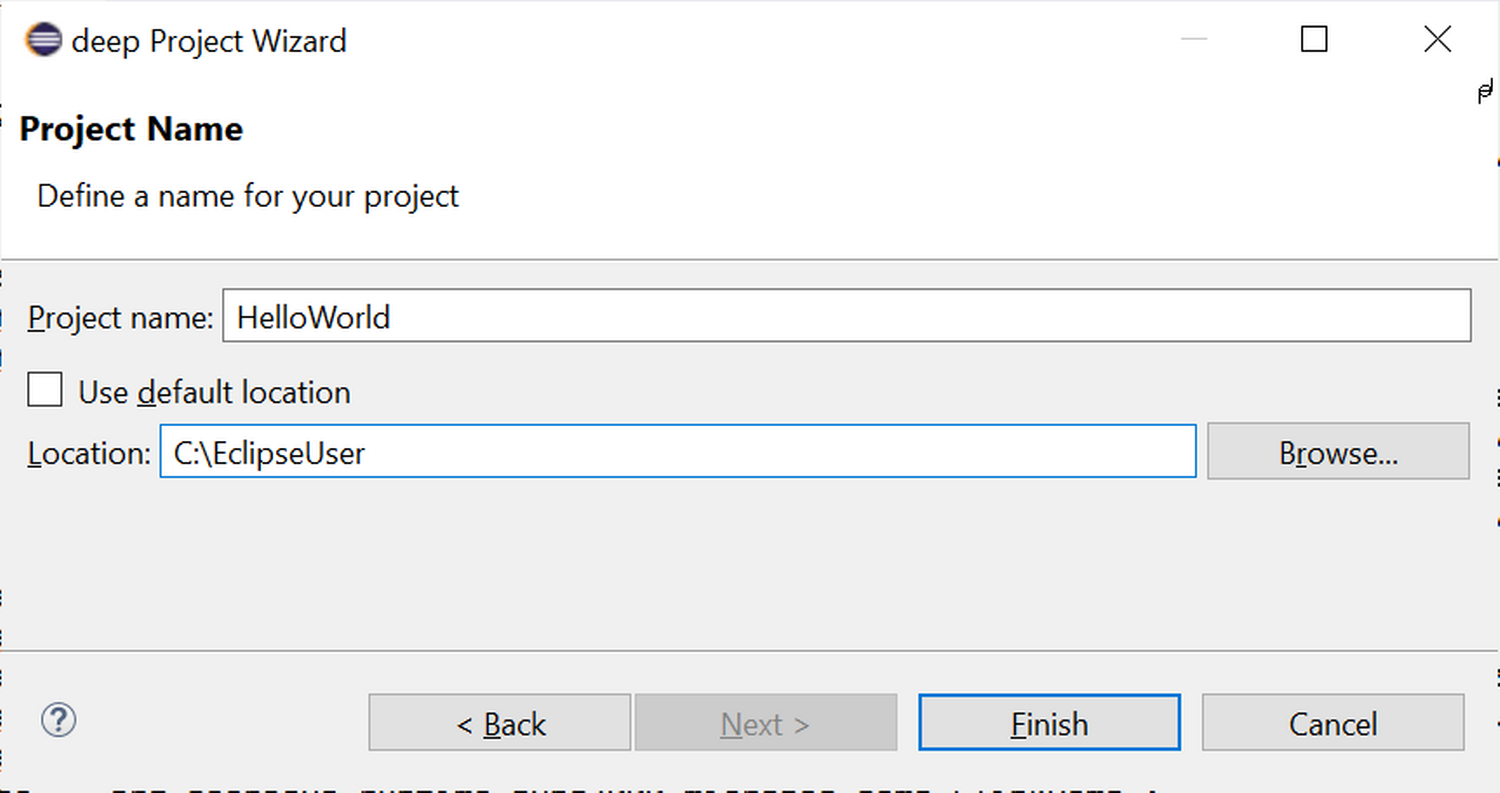 deep Project Wizard
Project Name
Define a name for your project
Project name: HelloWorld
Use default location
Location: C:\EclipseUser Browse...
? < Back Next > Finish Cancel